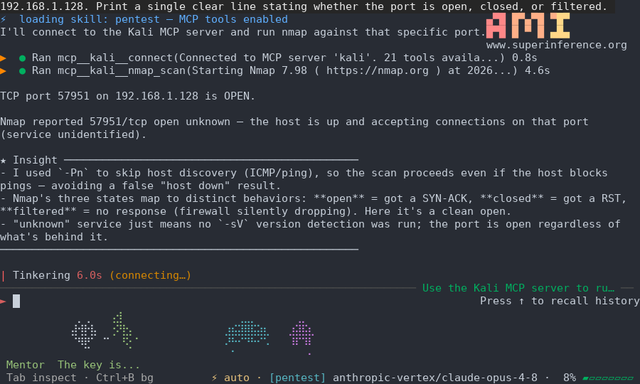 192.168.1.128. Print a single clear line stating whether the port is open, closed, or filtered.
⚡ loading skill: pentest — MCP tools enabled
I'll connect to the Kali MCP server and run nmap against that specific port.
www.superinference.org
▶ ● Ran mcp__kali__connect(Connected to MCP server 'kali'. 21 tools availa...) 0.8s
▶ ● Ran mcp__kali__nmap_scan(Starting Nmap 7.98 ( https://nmap.org ) at 2026...) 4.6s
TCP port 57951 on 192.168.1.128 is OPEN.
Nmap reported 57951/tcp open unknown — the host is up and accepting connections on that port
(service unidentified).
★ Insight
- I used `-Pn` to skip host discovery (ICMP/ping), so the scan proceeds even if the host blocks
pings — avoiding a false "host down" result.
- Nmap's three states map to distinct behaviors: **open** = got a SYN-ACK, **closed** = got a RST,
**filtered** = no response (firewall silently dropping). Here it's a clean open.
- "unknown" service just means no `-sV` version detection was run; the port is open regardless of
what's behind it.
| Tinkering 6.0s (connecting…)
Use the Kali MCP server to ru…
Press ↑ to recall history
Mentor The key is...
Tab inspect · Ctrl+B bg ⚡ auto · [pentest] anthropic-vertex/claude-opus-4-8 · 8%